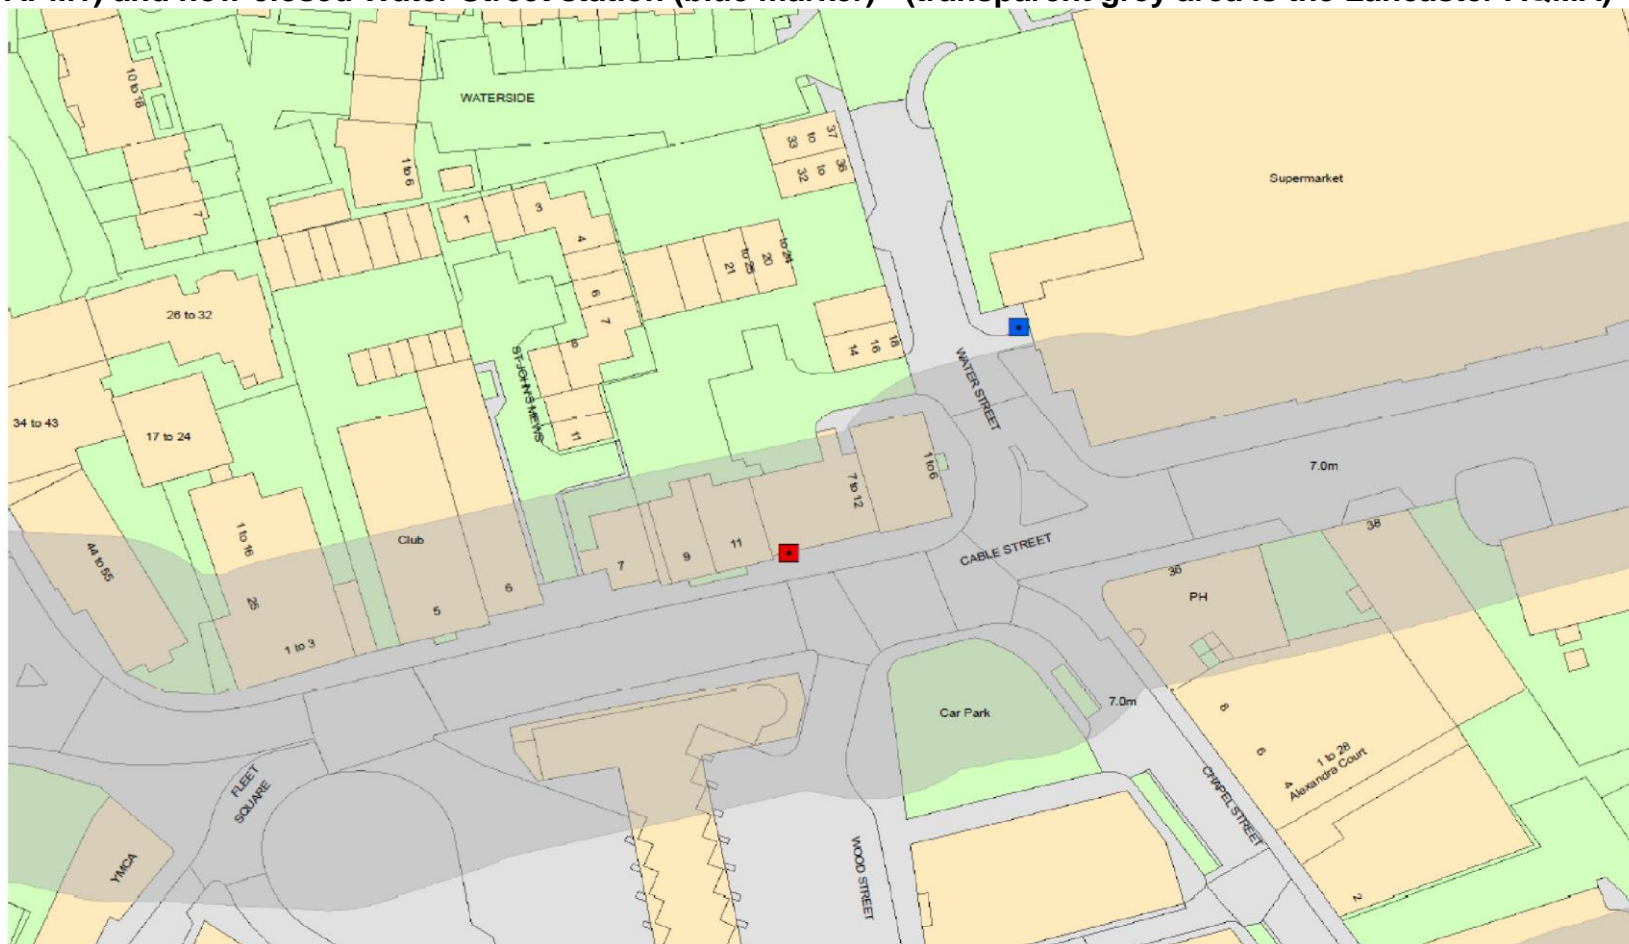 and now closed Water Street station (blue marker) - (transparent grey area is the Lancaster AQMA)
10 to 18
WATERSIDE
33 to 37
32 to 36
Supermarket
1 to 6
7
1
3
4
21 to 25
20 to 24
6
7
26 to 32
8
14 16 18
ST JOHN'S MEWS
WATER STREET
34 to 43
17 to 24
11
7.0m
1 to 6
7 to 12
1 to 16
Club
44 to 55
11
9
7
CABLE STREET
38
36
PH
6
5
26
1 to 3
Car Park
7.0m
8
6
4
1 to 28
Alexandra Court
FLEET
SQUARE
CHAPEL STREET
YMCA
WOOD STREET
2